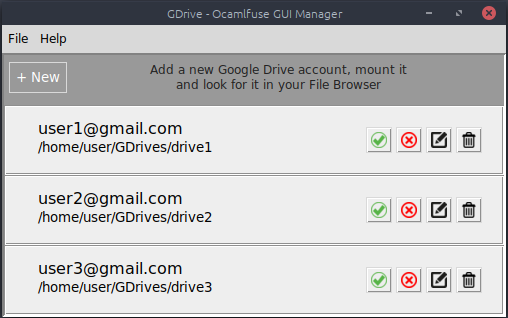 GDrive - Ocamlfuse GUI Manager
File Help
+ New
Add a new Google Drive account, mount it
and look for it in your File Browser
user1@gmail.com
/home/user/GDrives/drive1
user2@gmail.com
/home/user/GDrives/drive2
user3@gmail.com
/home/user/GDrives/drive3